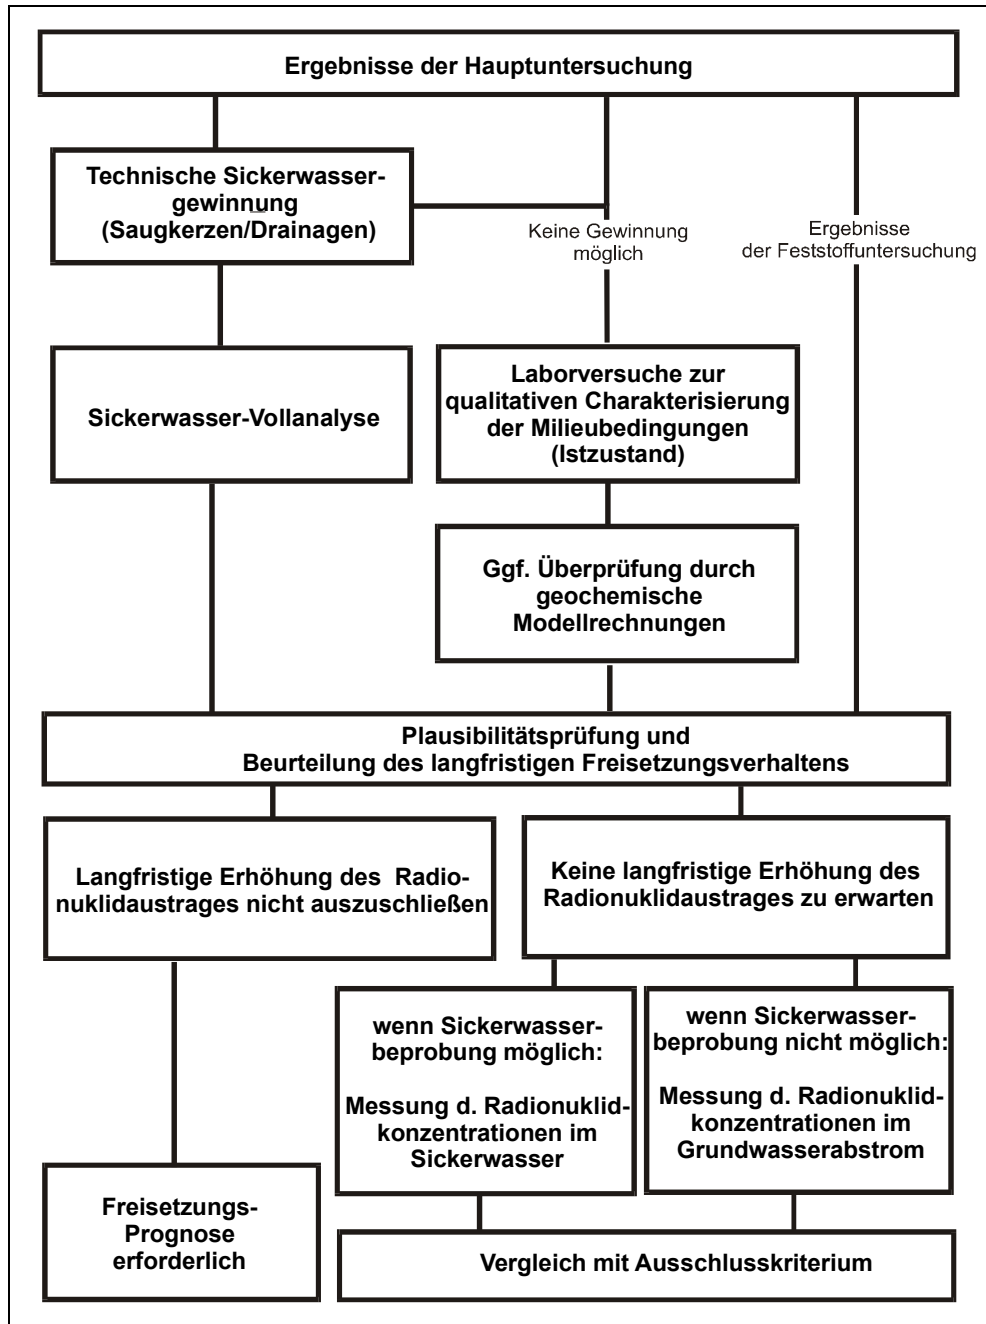 Ergebnisse der Hauptuntersuchung
Technische Sickerwasser-
gewinnung
(Saugkerzen/Drainagen)
Keine Gewinnung
möglich
Ergebnisse
der Feststoffuntersuchung
Sickerwasser-Vollanalyse
Laborversuche zur
qualitativen Charakterisierung
der Milieubedingungen
(Istzustand)
Ggf. Überprüfung durch
geochemische
Modellrechnungen
Plausibilitätsprüfung und
Beurteilung des langfristigen Freisetzungsverhaltens
Langfristige Erhöhung des Radio-
nuklidaustrages nicht auszuschließen
Keine langfristige Erhöhung des
Radionuklidaustrages zu erwarten
wenn Sickerwasser-
beprobung möglich:
Messung d. Radionuklid-
konzentrationen im
Sickerwasser
wenn Sickerwasser-
beprobung nicht möglich:
Messung d. Radionuklid-
konzentrationen im
Grundwasserabstrom
Freisetzungs-
Prognose
erforderlich
Vergleich mit Ausschlusskriterium